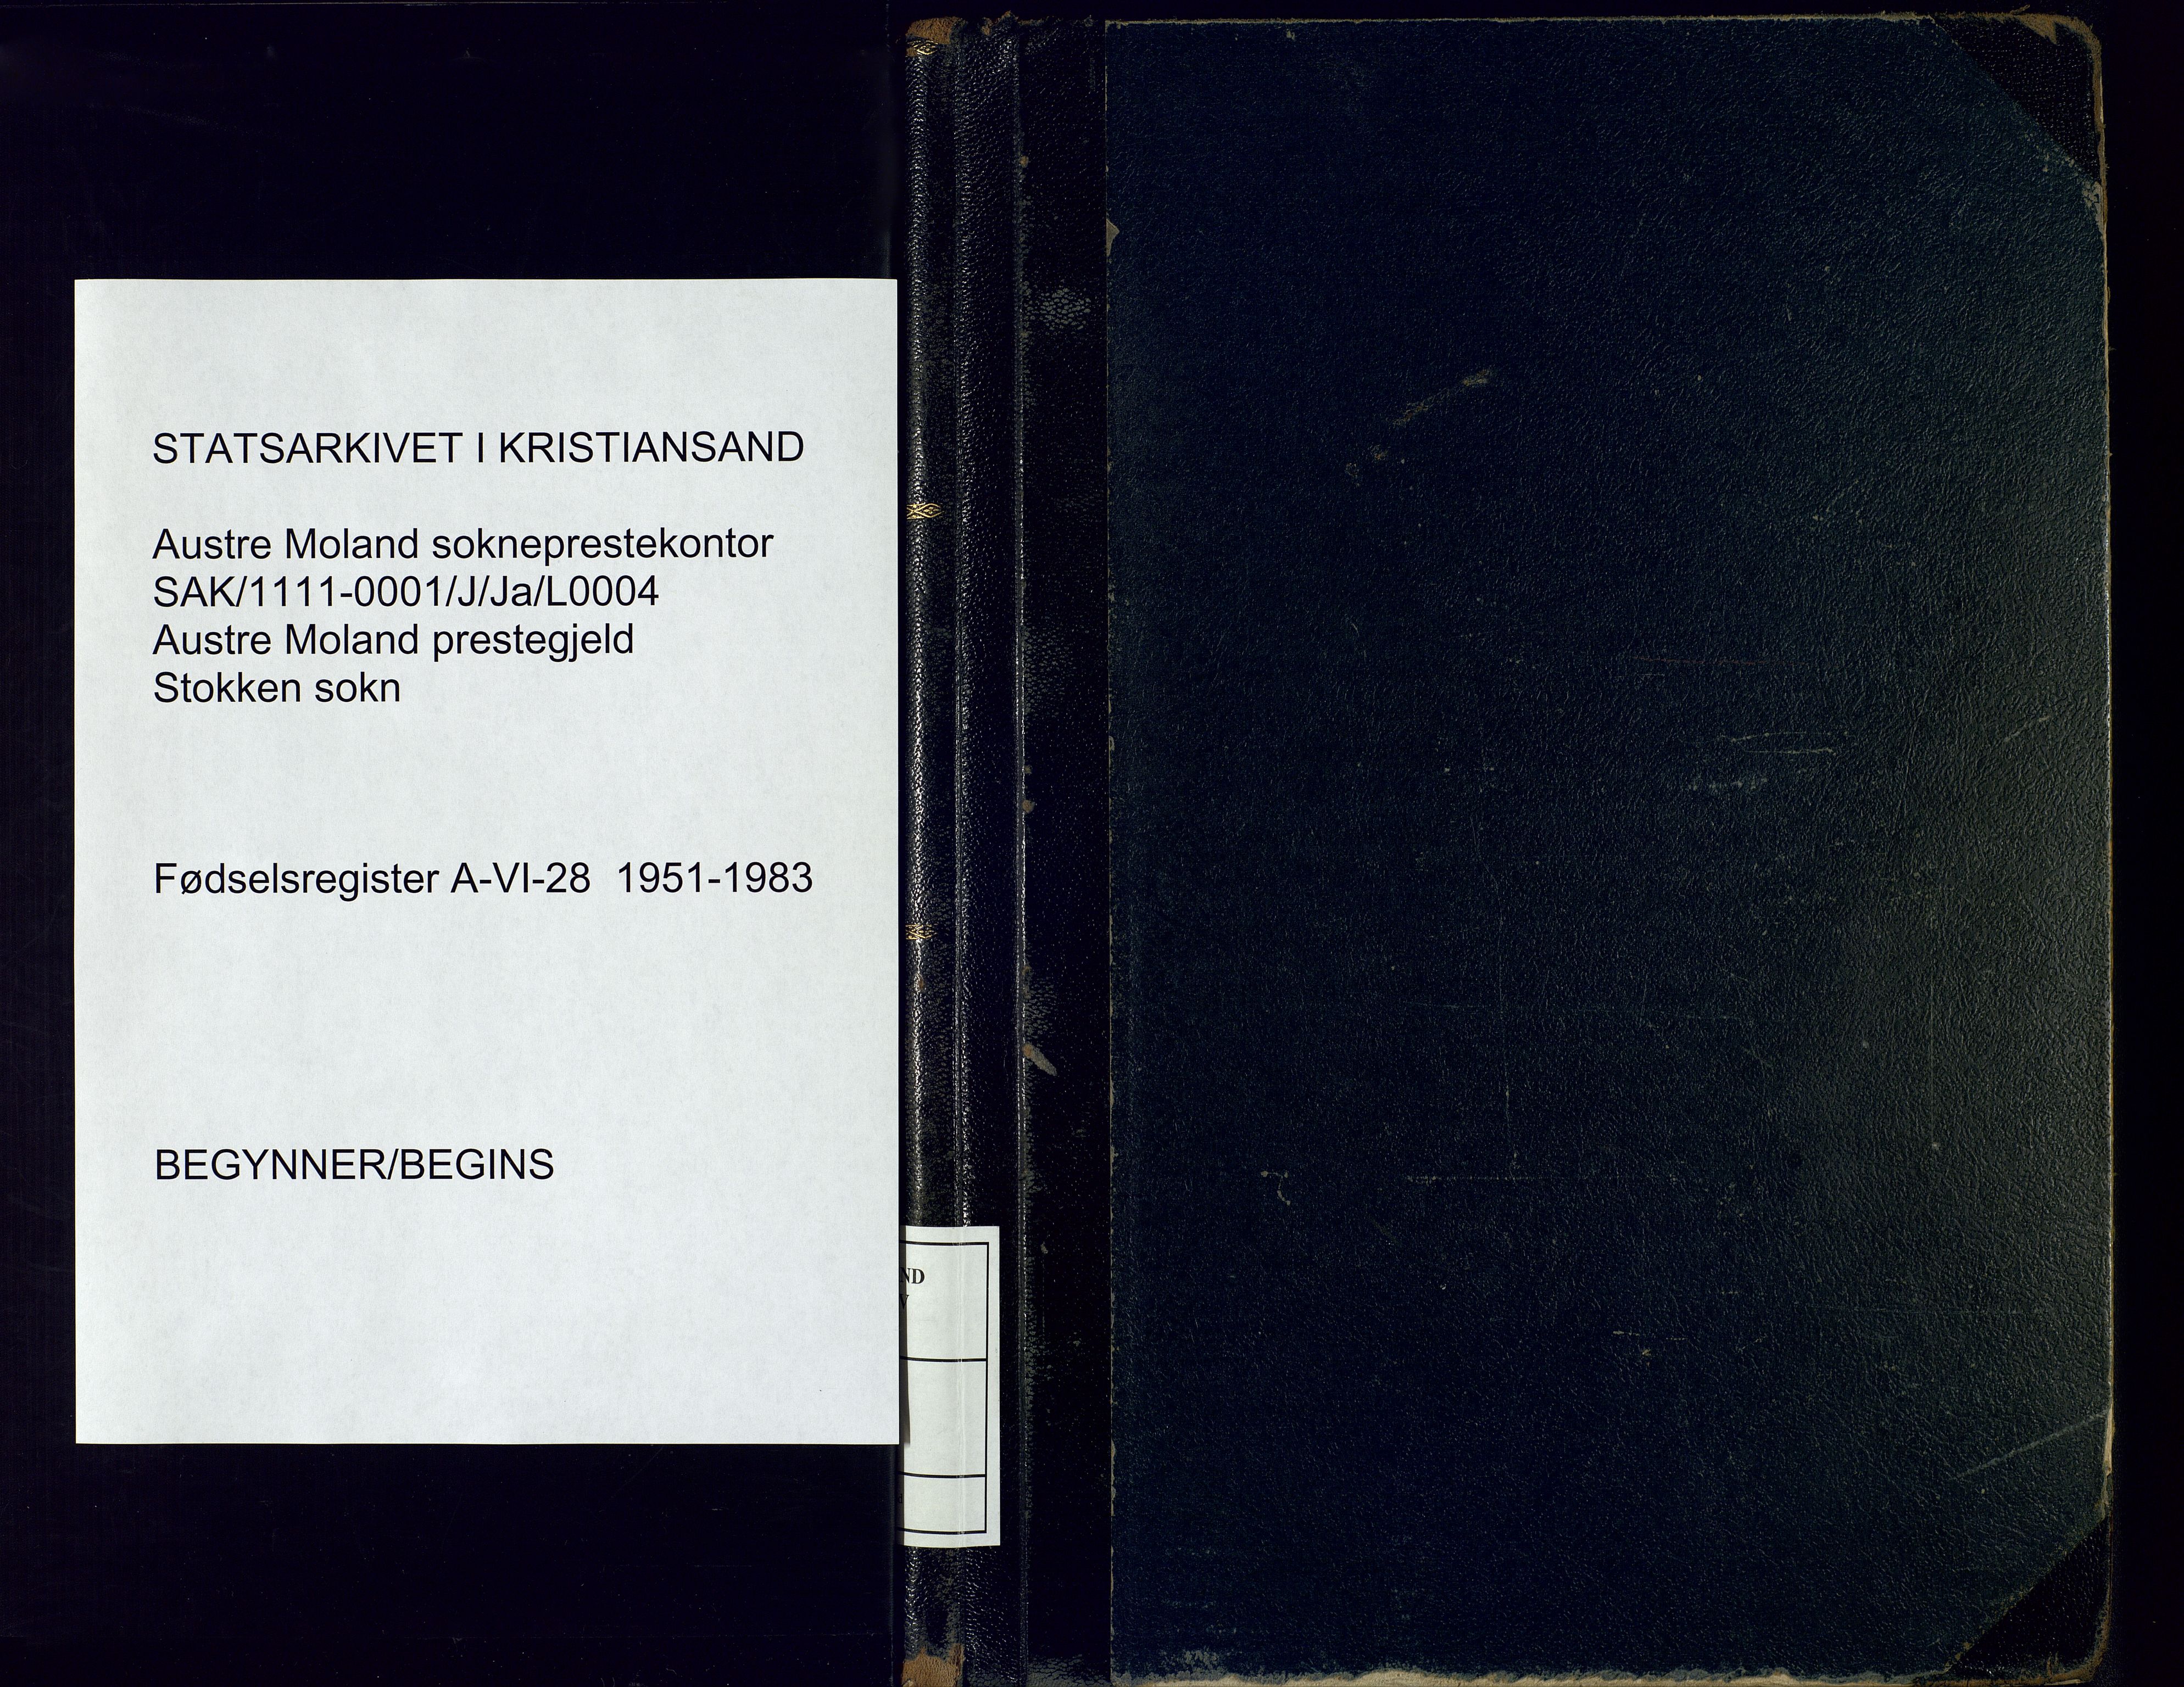 STATSARKIVET I KRISTIANSAND
Austre Moland sokneprestekontor
SAK/1111-0001/J/Ja/L0004
Austre Moland prestegjeld
Stokken sokn
Fødselsregister A-VI-28 1951-1983
BEGYNNER/BEGINS
ND
V